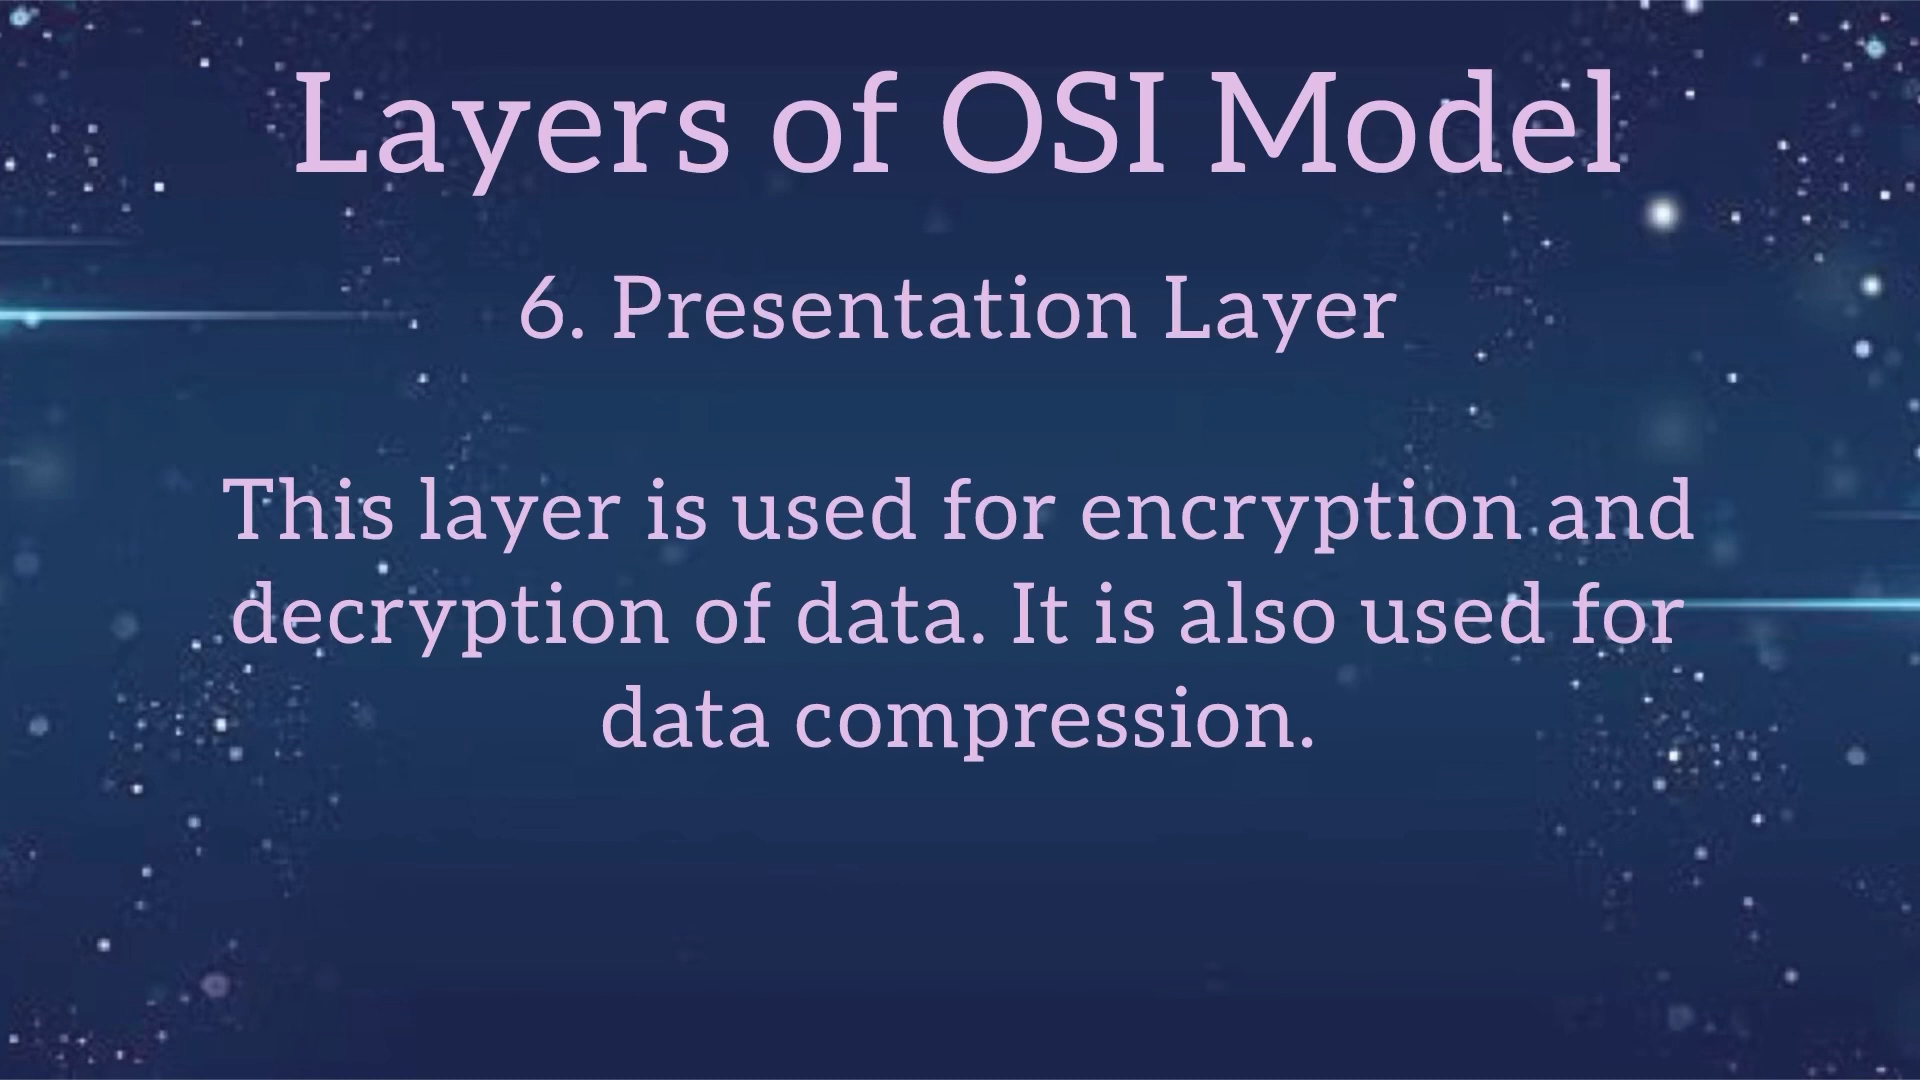 Layers of OSI Model
6. Presentation Layer
This layer is used for encryption and
decryption of data. It is also used for
data compression.